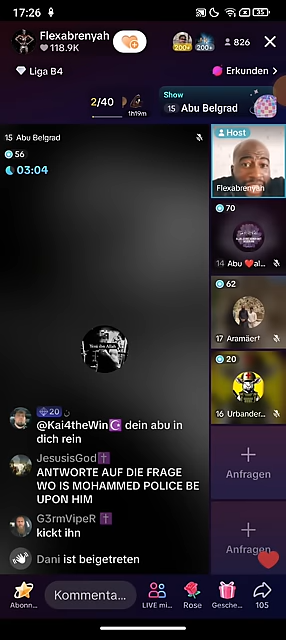 17:26
35
Flexabrenyah
118.9K
200+
200+
826
Liga B4
Erkunden
2/40
1h19m
Show
15 Abu Belgrad
15 Abu Belgrad
56
03:04
Host
Flexabrenyah
70
14 Abu ❤️al...
62
17 Aramäer†
20
16 Urbander...
Anfragen
Anfragen
20
@Kai4theWin☪️ dein abu in
dich rein
JesusisGod✝️
ANTWORTE AUF DIE FRAGE
WO IS MOHAMMED POLICE BE
UPON HIM
G3rmVipeR ✝️
kickt ihn
Dani ist beigetreten
Abonn...
Kommenta...
LIVE mi...
Rose
Gesche...
105